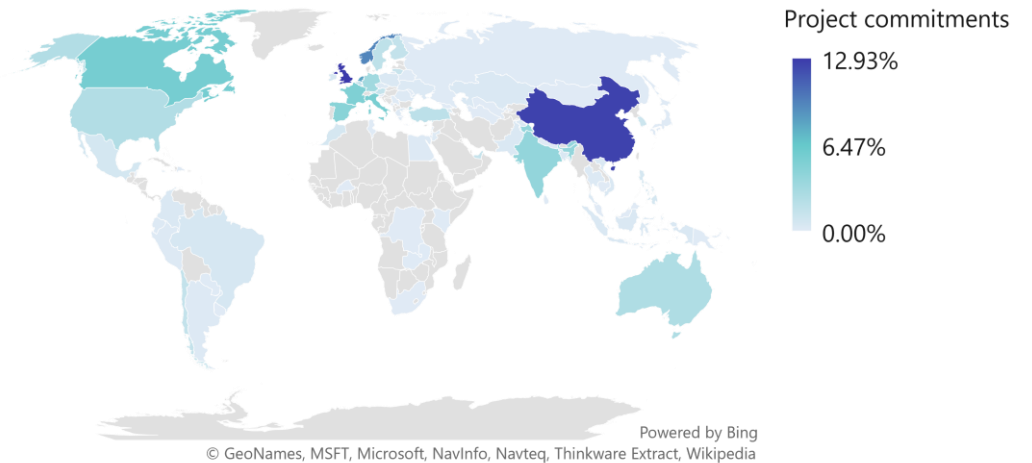 Project commitments
12.93%
6.47%
0.00%
Powered by Bing
© GeoNames, MSFT, Microsoft, NavInfo, Navteq, Thinkware Extract, Wikipedia